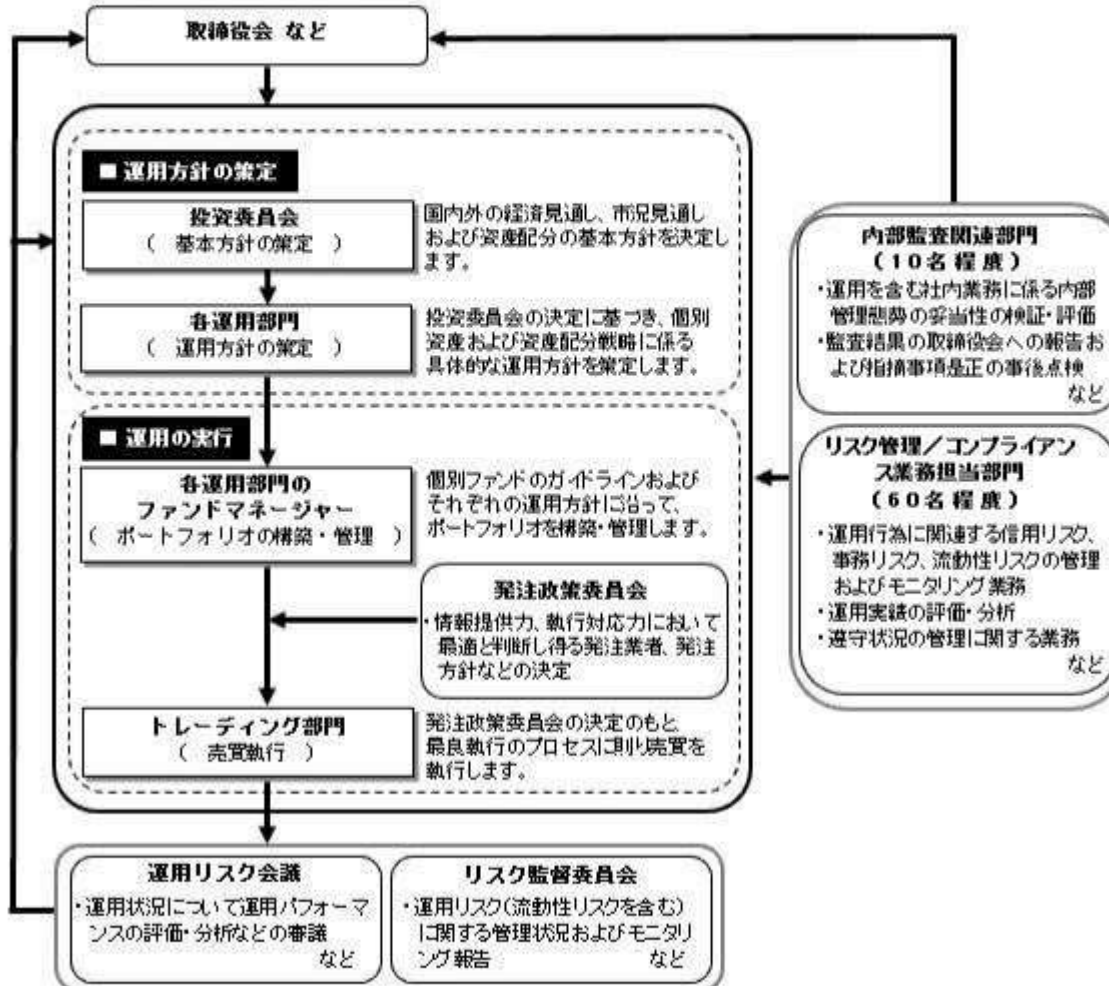 取締役会 など
■ 運用方針の策定
投資委員会
( 基本方針の策定 )
国内外の経済見通し、市況見通し
および資産配分の基本方針を決定し
ます。
各運用部門
( 運用方針の策定 )
投資委員会の決定に基づき、個別
資産および資産配分戦略に係る
具体的な運用方針を策定します。
■ 運用の実行
各運用部門の
ファンドマネージャー
( ポートフォリオの構築・管理 )
個別ファンドのガイドラインおよび
それぞれの運用方針に沿って、
ポートフォリオを構築・管理します。
発注政策委員会
・情報提供力、執行対応力において
最適と判断し得る発注業者、発注
方針などの決定
トレーディング部門
( 売買執行 )
発注政策委員会の決定のもと、
最良執行のプロセスに則り売買を
執行します。
内部監査関連部門
(10名程度)
・運用を含む社内業務に係る内部
管理態勢の妥当性の検証・評価
・監査結果の取締役会への報告お
よび指摘事項是正の事後点検
など
リスク管理/コンプライアン
ス業務担当部門
(60名程度)
・運用行為に関連する信用リスク、
事務リスク、流動性リスクの管理
およびモニタリング業務
・運用実績の評価・分析
・遵守状況の管理に関する業務
など
運用リスク会議
・運用状況について運用パフォーマ
ンスの評価・分析などの審議
など
リスク監督委員会
・運用リスク(流動性リスクを含む)
に関する管理状況およびモニタリ
ング報告 など